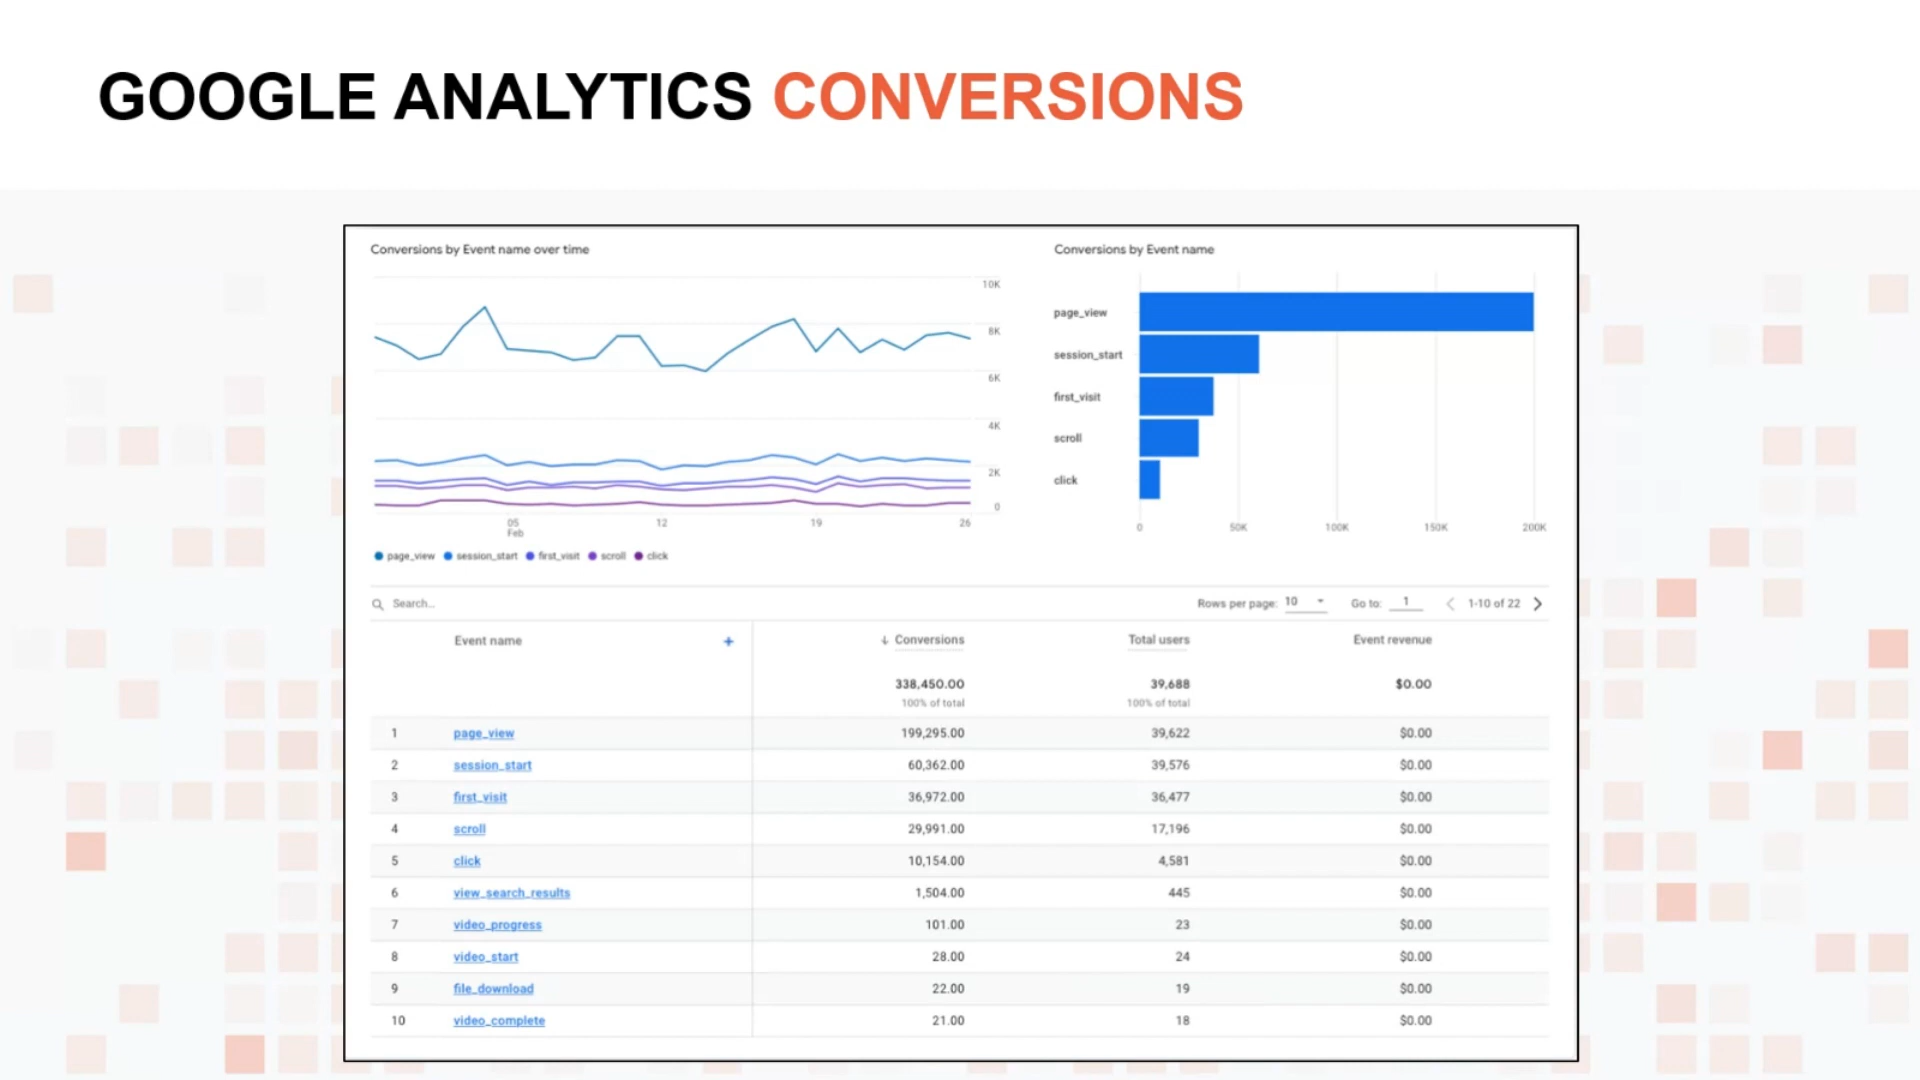 GOOGLE ANALYTICS CONVERSIONS
Conversions by Event name over time
10K
8K
6K
4K
2K
0
05
Feb
12
19
26
page_view session_start first_visit scroll click
Conversions by Event name
page_view
session_start
first_visit
scroll
click
0 50K 100K 150K 200K
Search...
Rows per page: 10 Go to: 1 1-10 of 22
Event name + ↓ Conversions Total users Event revenue
338,450.00 39,688 $0.00
100% of total 100% of total
1 page_view 199,295.00 39,622 $0.00
2 session_start 60,362.00 39,576 $0.00
3 first_visit 36,972.00 36,477 $0.00
4 scroll 29,991.00 17,196 $0.00
5 click 10,154.00 4,581 $0.00
6 view_search_results 1,504.00 445 $0.00
7 video_progress 101.00 23 $0.00
8 video_start 28.00 24 $0.00
9 file_download 22.00 19 $0.00
10 video_complete 21.00 18 $0.00